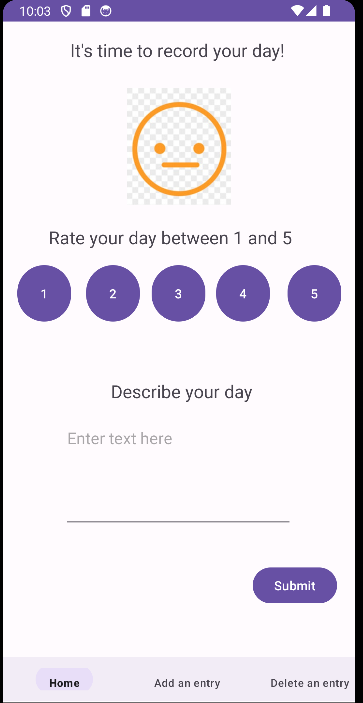 10:03
It's time to record your day!
Rate your day between 1 and 5
1 2 3 4 5
Describe your day
Enter text here
Submit
Home Add an entry Delete an entry